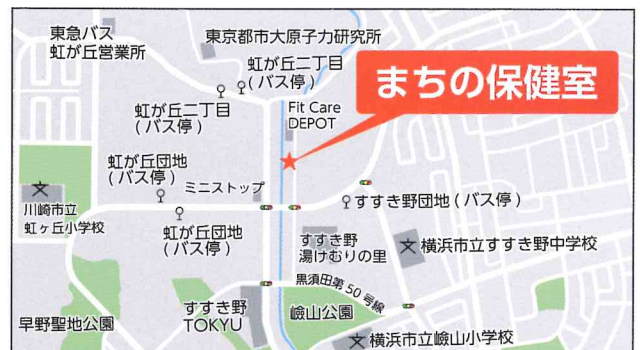 東急バス
虹が丘営業所
東京都市大原子力研究所
虹が丘二丁目
(バス停)
まちの保健室
Fit Care
DEPOT
虹が丘二丁目
(バス停)
虹が丘団地
(バス停)
ミニストップ
すすき野団地(バス停)
川崎市立
虹ヶ丘小学校
虹が丘団地
(バス停)
すすき野
湯けむりの里
横浜市立すすき野中学校
黒須田第50号線
早野聖地公園
すすき野
TOKYU
嶮山公園
横浜市立嶮山小学校